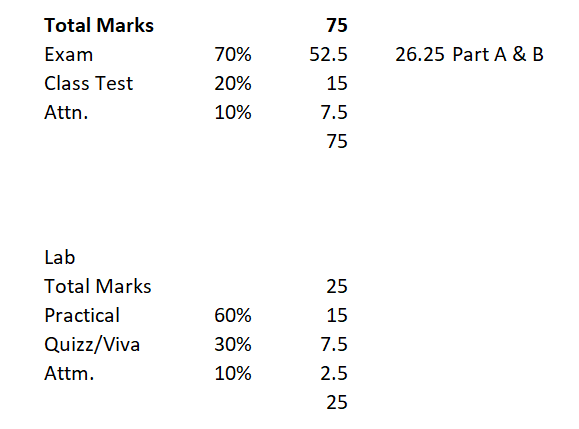 Total Marks 75
Exam 70% 52.5 26.25 Part A & B
Class Test 20% 15
Attn. 10% 7.5
75
Lab
Total Marks 25
Practical 60% 15
Quizz/Viva 30% 7.5
Attm. 10% 2.5
25